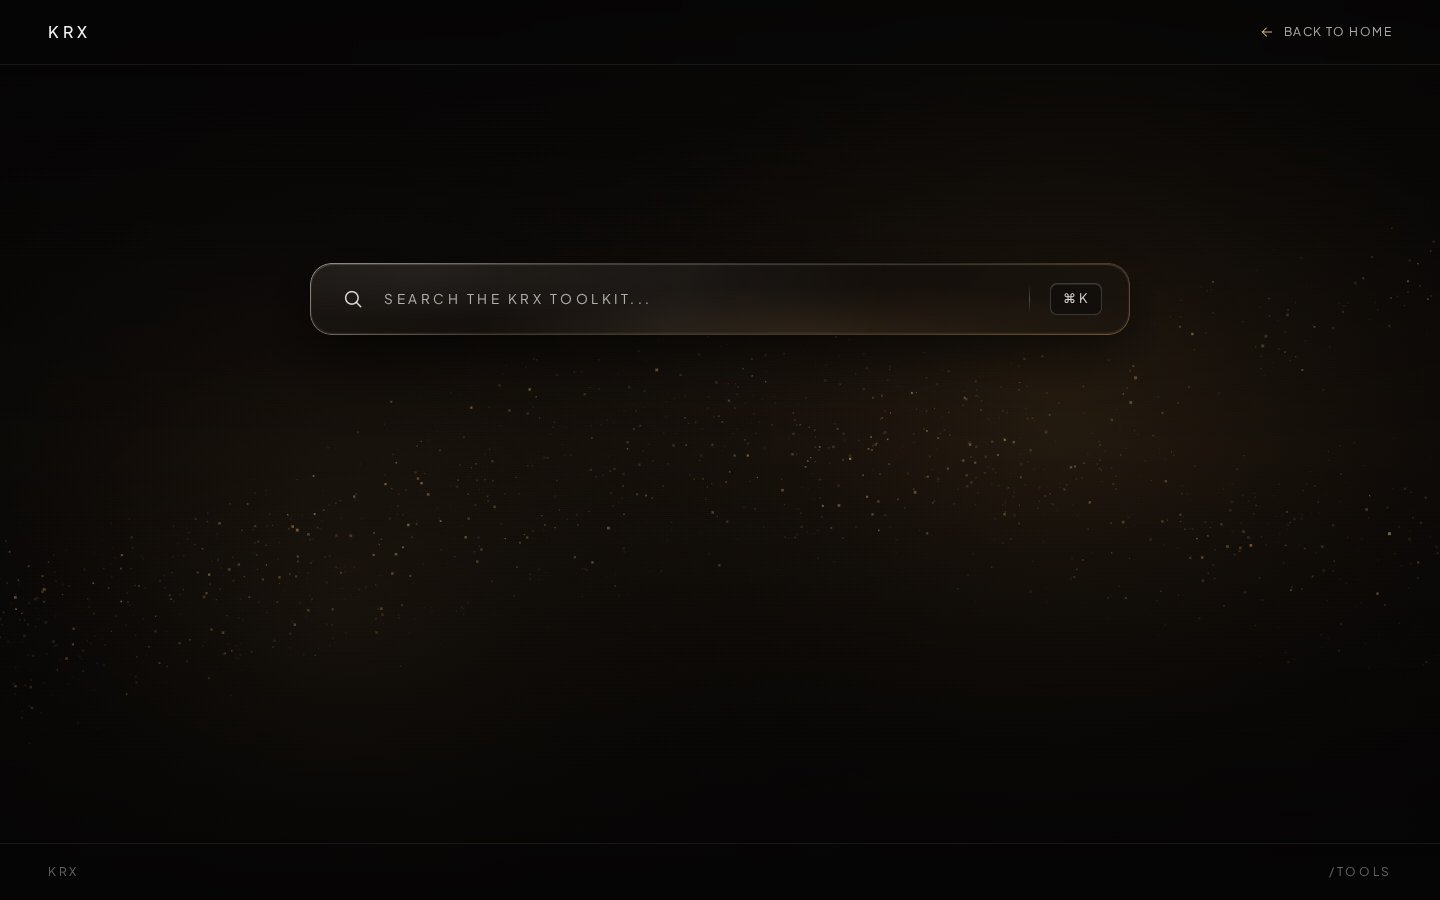 KRX
← BACK TO HOME
SEARCH THE KRX TOOLKIT...
⌘ K
KRX
/TOOLS